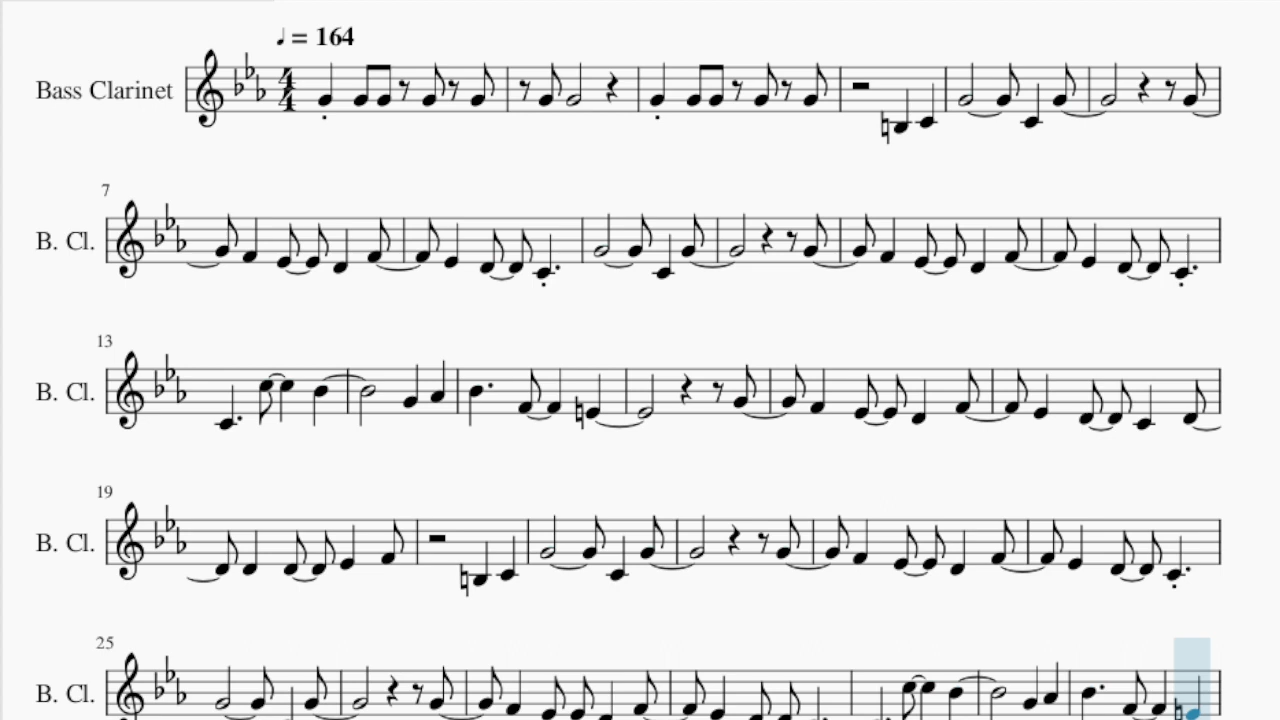 ♩ = 164
Bass Clarinet
4
4
7
B. Cl.
13
B. Cl.
19
B. Cl.
25
B. Cl.